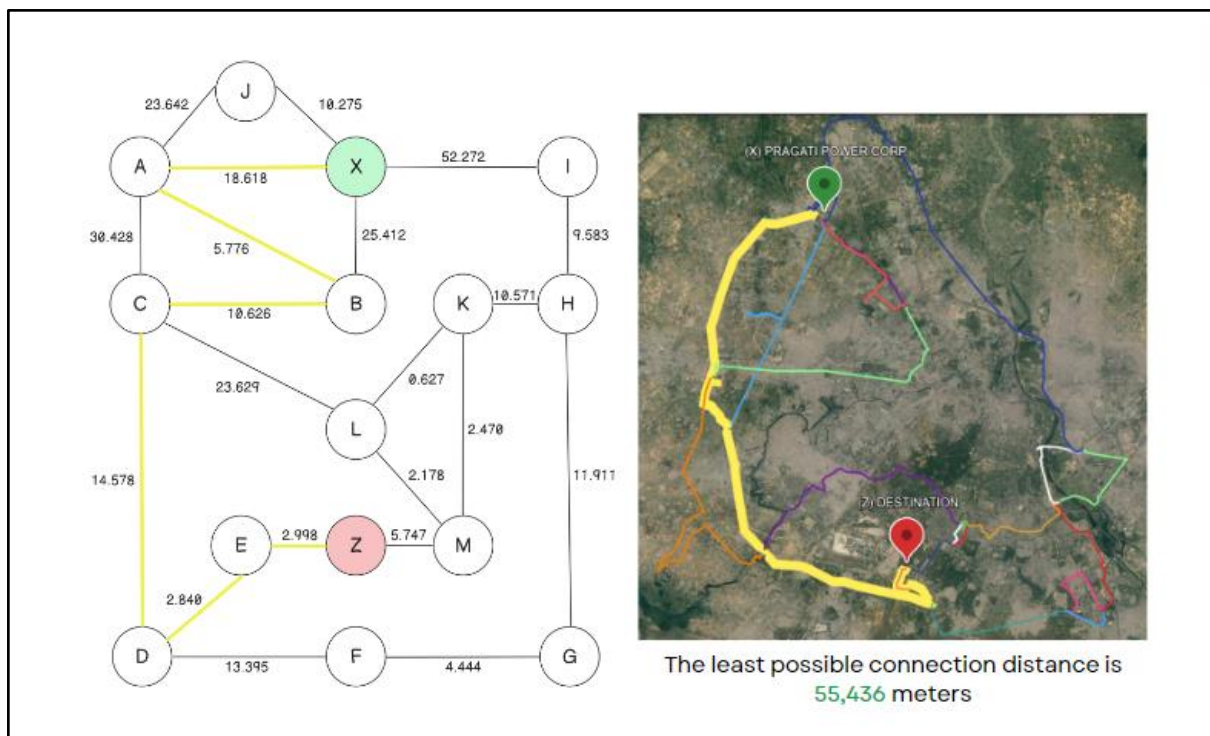 J
23.642
10.275
A
X
I
18.618
52.272
30.428
5.776
25.412
9.583
C
B
K
10.571
H
10.626
23.629
0.627
L
2.470
14.578
2.178
11.911
E
2.998
Z
5.747
M
2.840
D
F
G
13.395
4.444
(X) PRAGATI POWER CORP
(Z) DESTINATION
The least possible connection distance is
55,436 meters